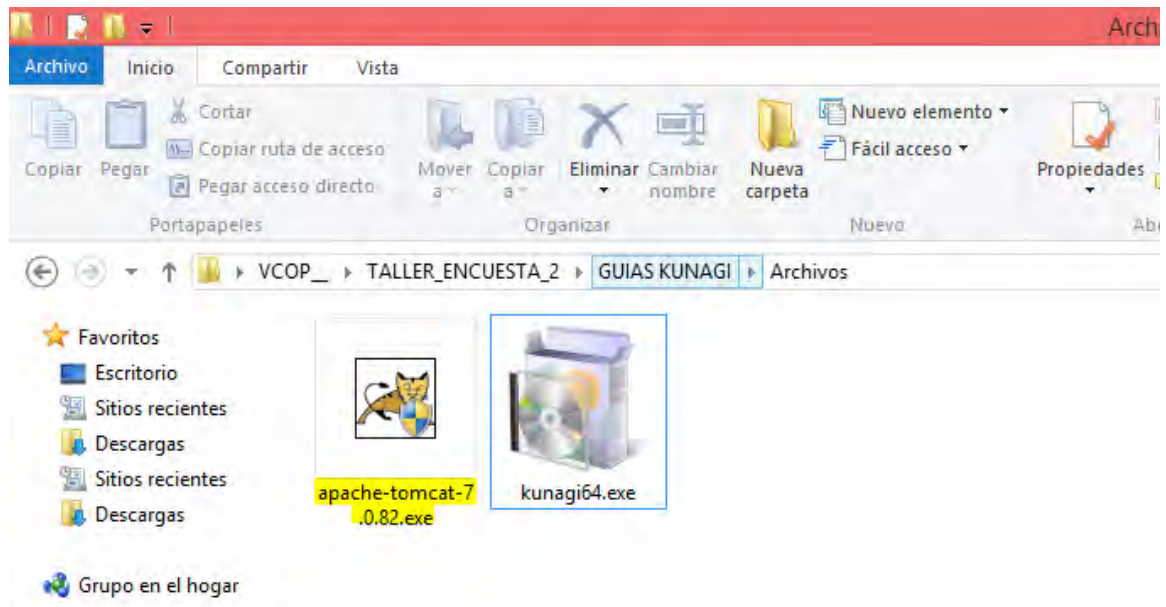 Arch
Archivo Inicio Compartir Vista
Cortar
Copiar ruta de acceso
Pegar acceso directo
Copiar Pegar
Portapapeles
Mover a Copiar a Eliminar Cambiar nombre
Organizar
Nueva carpeta
Nuevo elemento
Fácil acceso
Nuevo
Propiedades
Abe
VCOP__ TALLER_ENCUESTA_2 GUIAS KUNAGI Archivos
Favoritos
Escritorio
Sitios recientes
Descargas
Sitios recientes
Descargas
Grupo en el hogar
apache-tomcat-7
.0.82.exe
kunagi64.exe